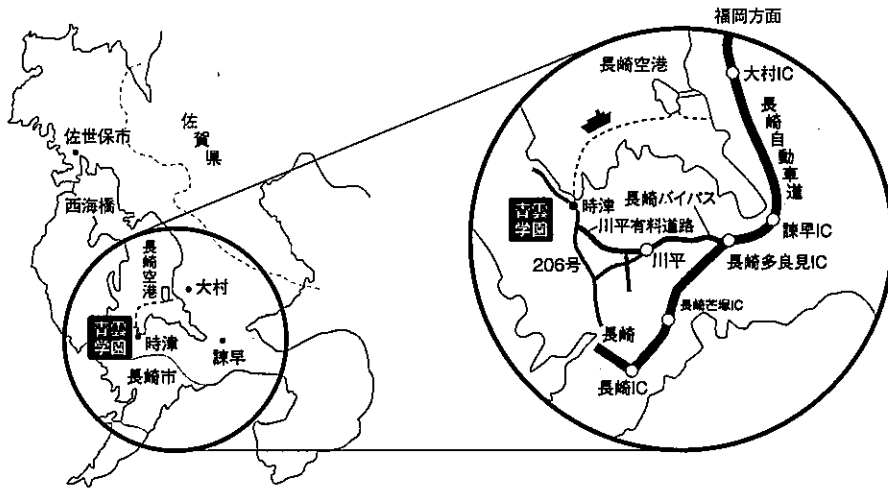 佐世保市
佐賀県
西海橋
長崎空港
大村
青雲
学園
時津
諫早
長崎市
福岡方面
長崎空港
大村IC
長崎自動車道
青雲
学園
時津
長崎バイパス
川平有料道路
諫早IC
206号
川平
長崎多良見IC
長崎芒塚IC
長崎
長崎IC